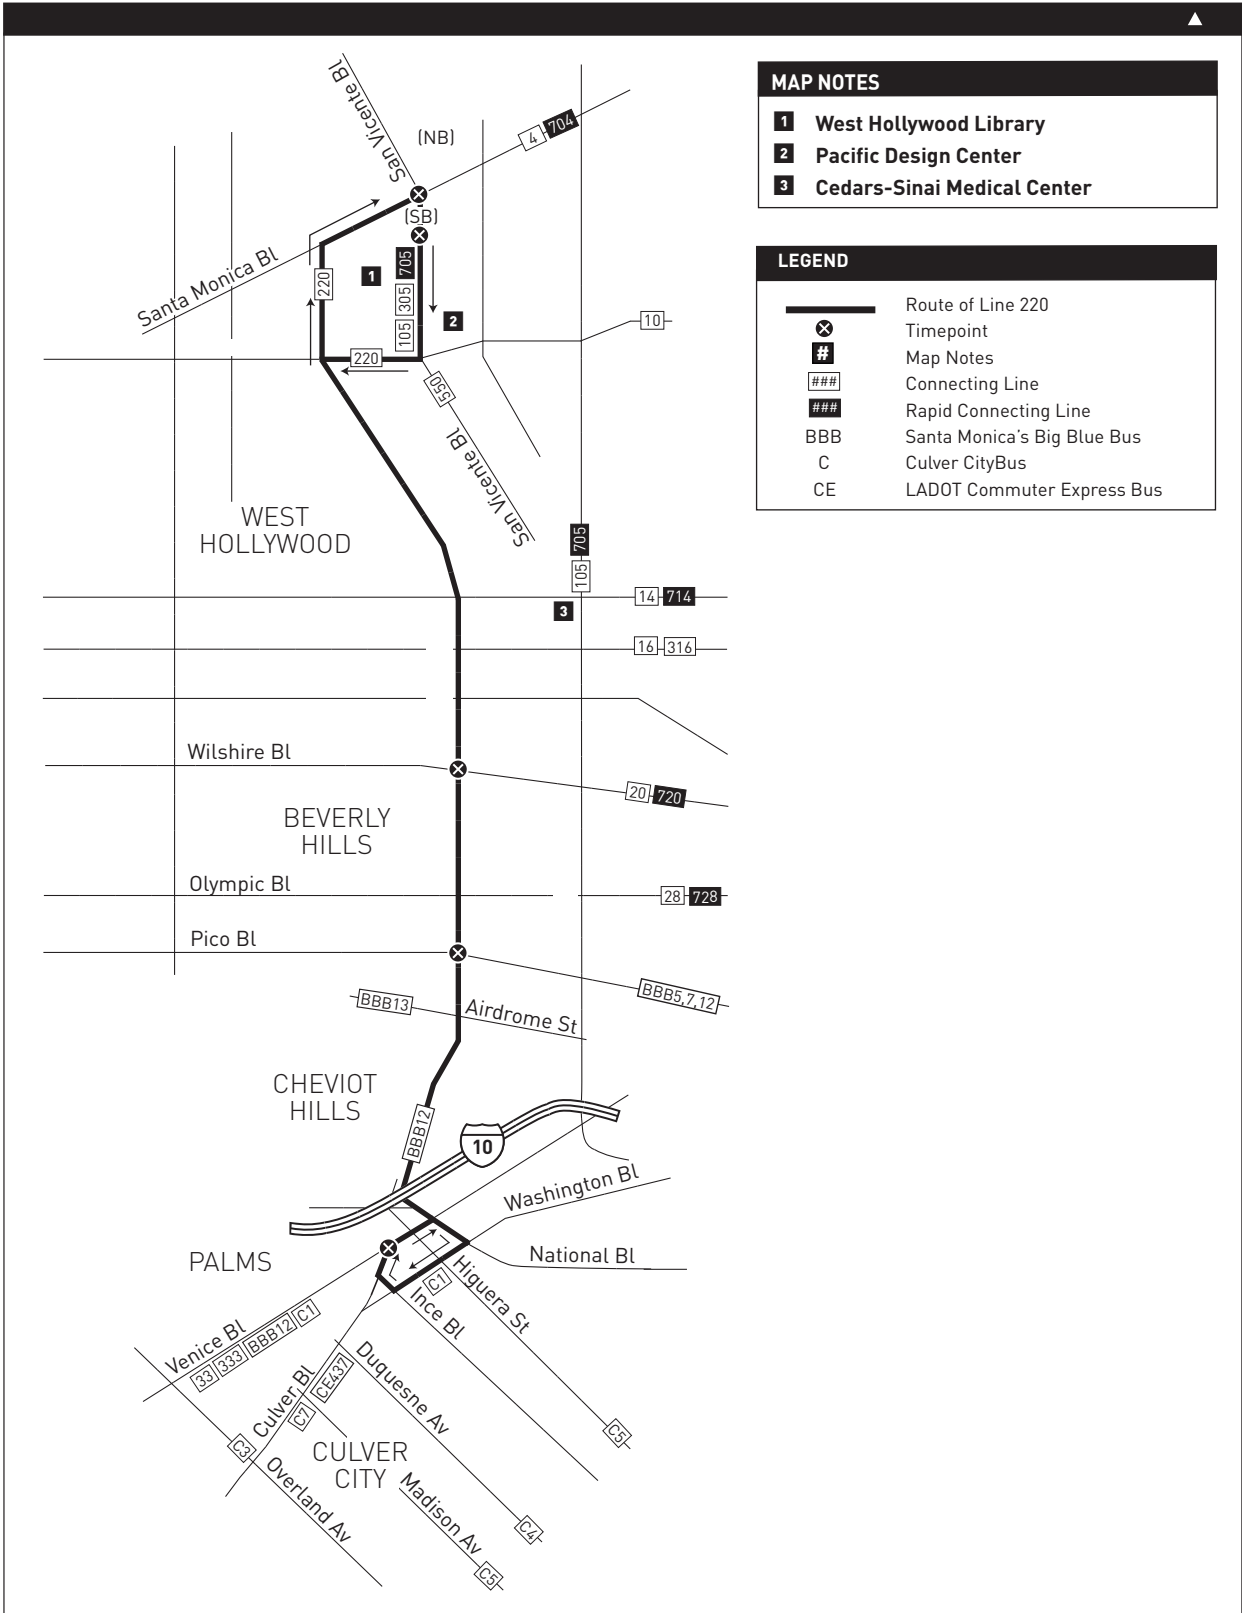 San Vicente Bl
(NB)
4
704
(SB)
Santa Monica Bl
220
1
705
305
105
2
10
220
550
San Vicente Bl
WEST
HOLLYWOOD
705
105
3
14
714
16
316
Wilshire Bl
20
720
BEVERLY
HILLS
Olympic Bl
28
728
Pico Bl
BBB5,7,12
BBB13
Airdrome St
CHEVIOT
HILLS
BBB12
10
Washington Bl
National Bl
PALMS
C1
Higuera St
Ince Bl
Venice Bl
33
333
BBB12
C1
Culver Bl
C7
CE437
Duquesne Av
C5
C3
CULVER
CITY
Overland Av
Madison Av
C4
C5
MAP NOTES
1 West Hollywood Library
2 Pacific Design Center
3 Cedars-Sinai Medical Center
LEGEND
Route of Line 220
Timepoint
# Map Notes
### Connecting Line
### Rapid Connecting Line
BBB Santa Monica's Big Blue Bus
C Culver CityBus
CE LADOT Commuter Express Bus